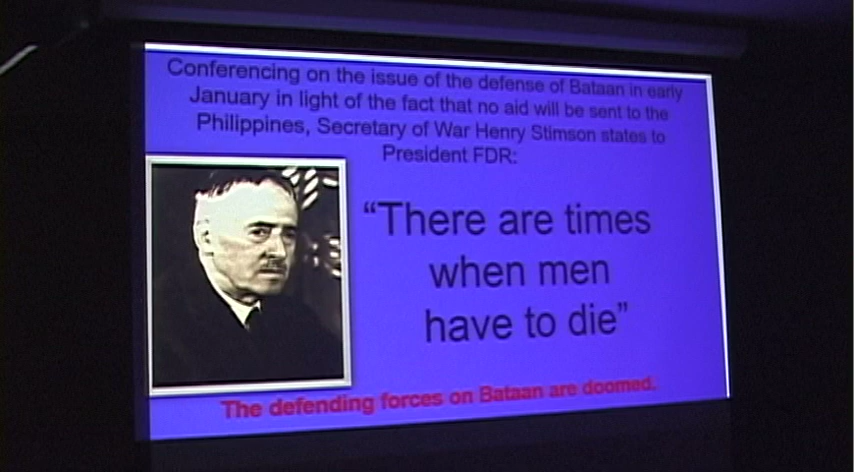 Conferencing on the issue of the defense of Bataan in early
January in light of the fact that no aid will be sent to the
Philippines, Secretary of War Henry Stimson states to
President FDR:
“There are times
when men
have to die”
The defending forces on Bataan are doomed.